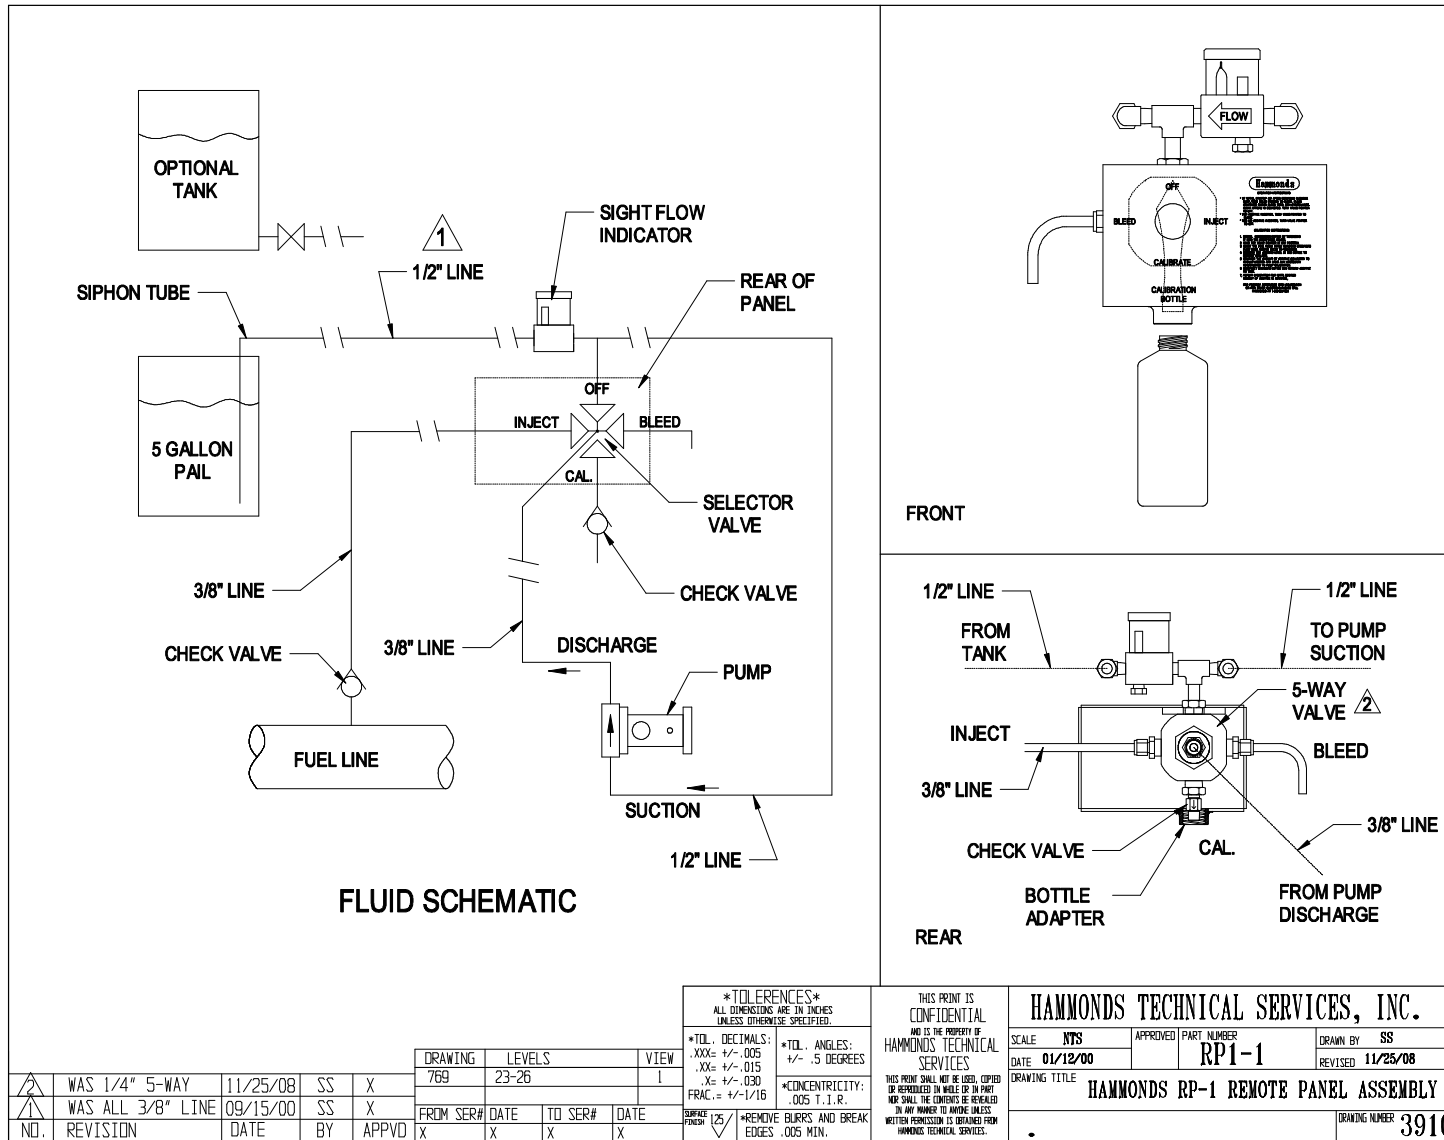 OPTIONAL
TANK
1
SIGHT FLOW
INDICATOR
1/2" LINE
SIPHON TUBE
REAR OF
PANEL
OFF
INJECT
BLEED
CAL.
5 GALLON
PAIL
SELECTOR
VALVE
3/8" LINE
CHECK VALVE
CHECK VALVE
3/8" LINE
DISCHARGE
PUMP
FUEL LINE
SUCTION
1/2" LINE
FLUID SCHEMATIC
FLOW
Hammonds
OFF
BLEED
INJECT
CALIBRATE
CALIBRATION
BOTTLE
FRONT
1/2" LINE
1/2" LINE
FROM
TANK
TO PUMP
SUCTION
5-WAY
VALVE 2
INJECT
BLEED
3/8" LINE
3/8" LINE
CHECK VALVE
CAL.
BOTTLE
ADAPTER
FROM PUMP
DISCHARGE
REAR
2 WAS 1/4" 5-WAY 11/25/08 SS X
1 WAS ALL 3/8" LINE 09/15/00 SS X
NO. REVISION DATE BY APPVD
DRAWING LEVELS VIEW
769 23-26 1
FROM SER# DATE TO SER# DATE
X X X X
*TOLERENCES*
ALL DIMENSIONS ARE IN INCHES
UNLESS OTHERWISE SPECIFIED.
*TOL. DECIMALS:
.XXX= +/-.005
.XX= +/-.015
.X= +/-.030
FRAC.= +/-1/16
*TOL. ANGLES:
+/- .5 DEGREES
*CONCENTRICITY:
.005 T.I.R.
SURFACE
FINISH 125
*REMOVE BURRS AND BREAK
EDGES .005 MIN.
THIS PRINT IS
CONFIDENTIAL
AND IS THE PROPERTY OF
HAMMONDS TECHNICAL
SERVICES
THIS PRINT SHALL NOT BE USED, COPIED
OR REPRODUCED IN WHOLE OR IN PART
NOR SHALL THE CONTENTS BE REVEALED
IN ANY MANNER TO ANYONE UNLESS
WRITTEN PERMISSION IS OBTAINED FROM
HAMMONDS TECHNICAL SERVICES.
HAMMONDS TECHNICAL SERVICES, INC.
SCALE NTS
APPROVED
PART NUMBER
RP1-1
DRAWN BY SS
DATE 01/12/00
REVISED 11/25/08
DRAWING TITLE
HAMMONDS RP-1 REMOTE PANEL ASSEMBLY
DRAWING NUMBER